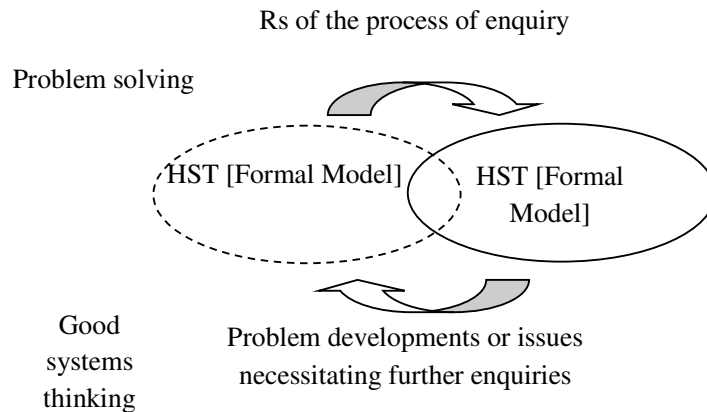 Rs of the process of enquiry
Problem solving
HST [Formal Model]
HST [Formal
Model]
Good
systems
thinking
Problem developments or issues
necessitating further enquiries